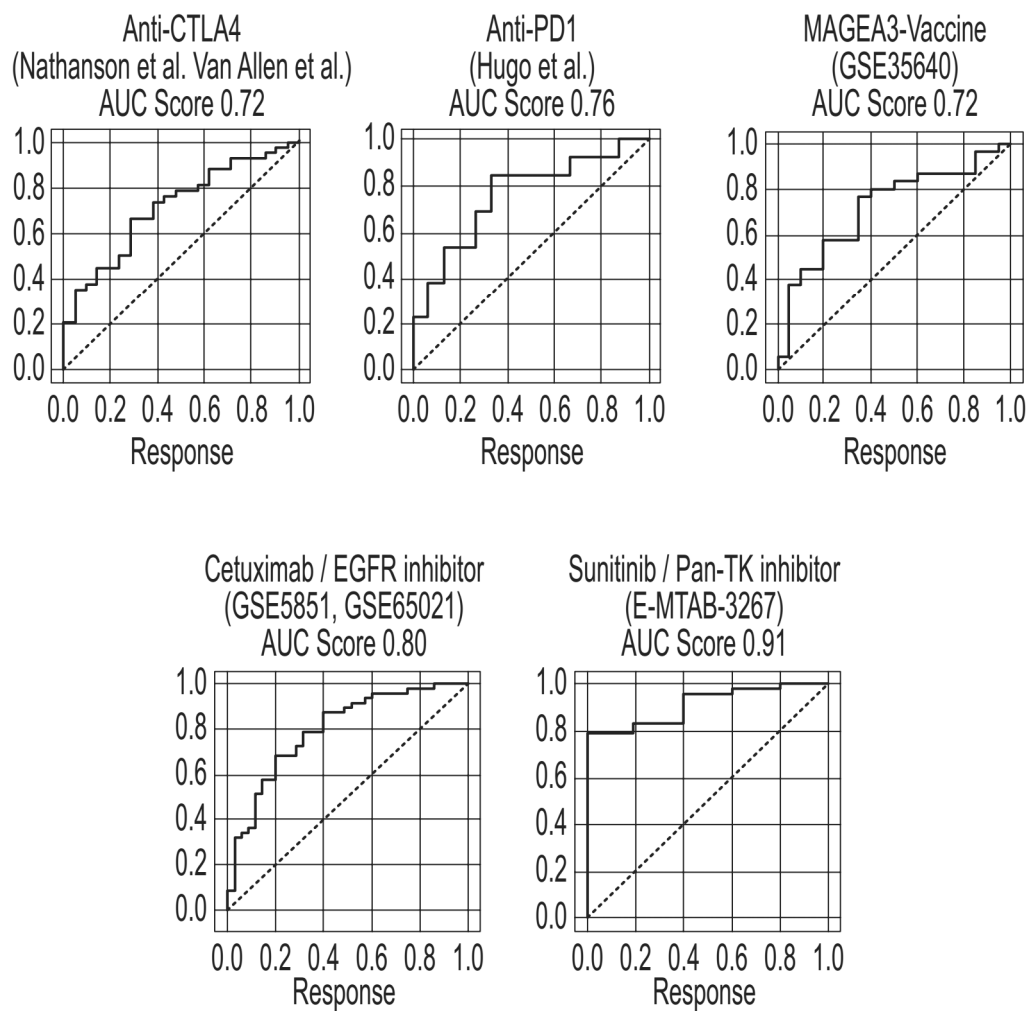 Anti-CTLA4
(Nathanson et al. Van Allen et al.)
AUC Score 0.72
1.0
0.8
0.6
0.4
0.2
0.0
0.0 0.2 0.4 0.6 0.8 1.0
Response
Anti-PD1
(Hugo et al.)
AUC Score 0.76
1.0
0.8
0.6
0.4
0.2
0.0
0.0 0.2 0.4 0.6 0.8 1.0
Response
MAGEA3-Vaccine
(GSE35640)
AUC Score 0.72
1.0
0.8
0.6
0.4
0.2
0.0
0.0 0.2 0.4 0.6 0.8 1.0
Response
Cetuximab / EGFR inhibitor
(GSE5851, GSE65021)
AUC Score 0.80
1.0
0.8
0.6
0.4
0.2
0.0
0.0 0.2 0.4 0.6 0.8 1.0
Response
Sunitinib / Pan-TK inhibitor
(E-MTAB-3267)
AUC Score 0.91
1.0
0.8
0.6
0.4
0.2
0.0
0.0 0.2 0.4 0.6 0.8 1.0
Response